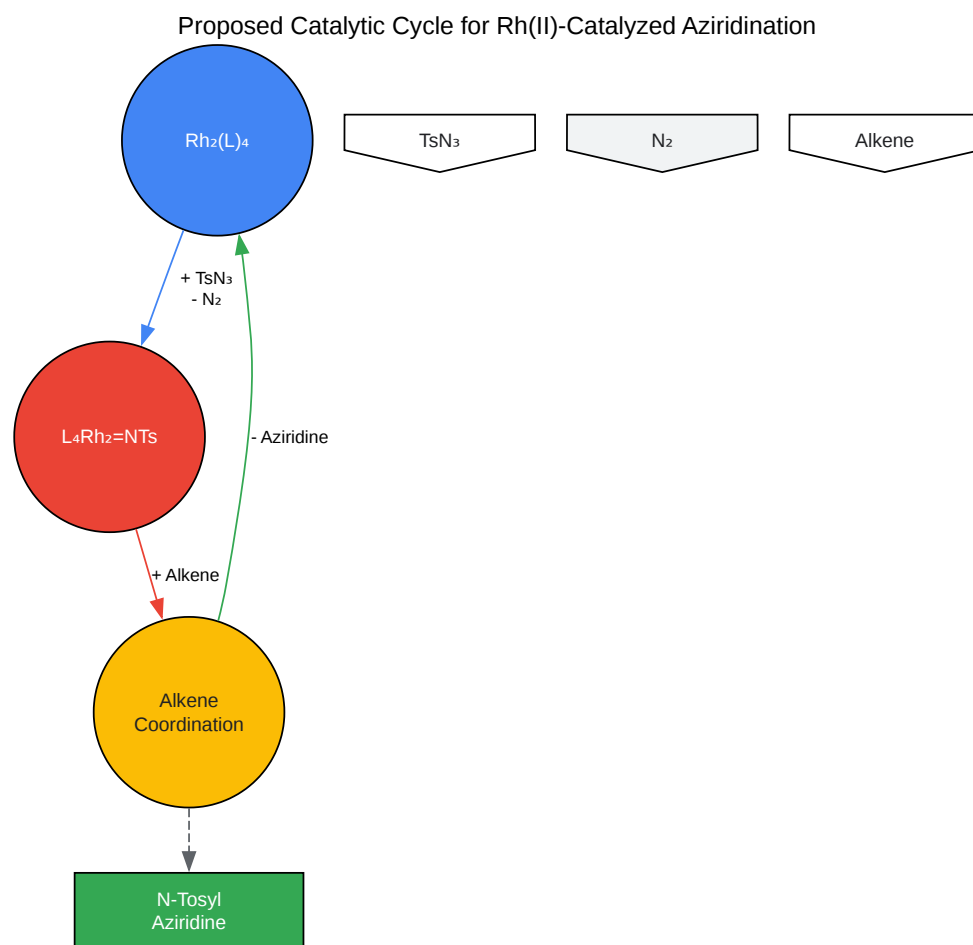 Proposed Catalytic Cycle for Rh(II)-Catalyzed Aziridination
Rh₂(L)₄
TsN₃
N₂
Alkene
+ TsN₃
- N₂
L₄Rh₂=NTs
- Aziridine
+ Alkene
Alkene
Coordination
N-Tosyl
Aziridine